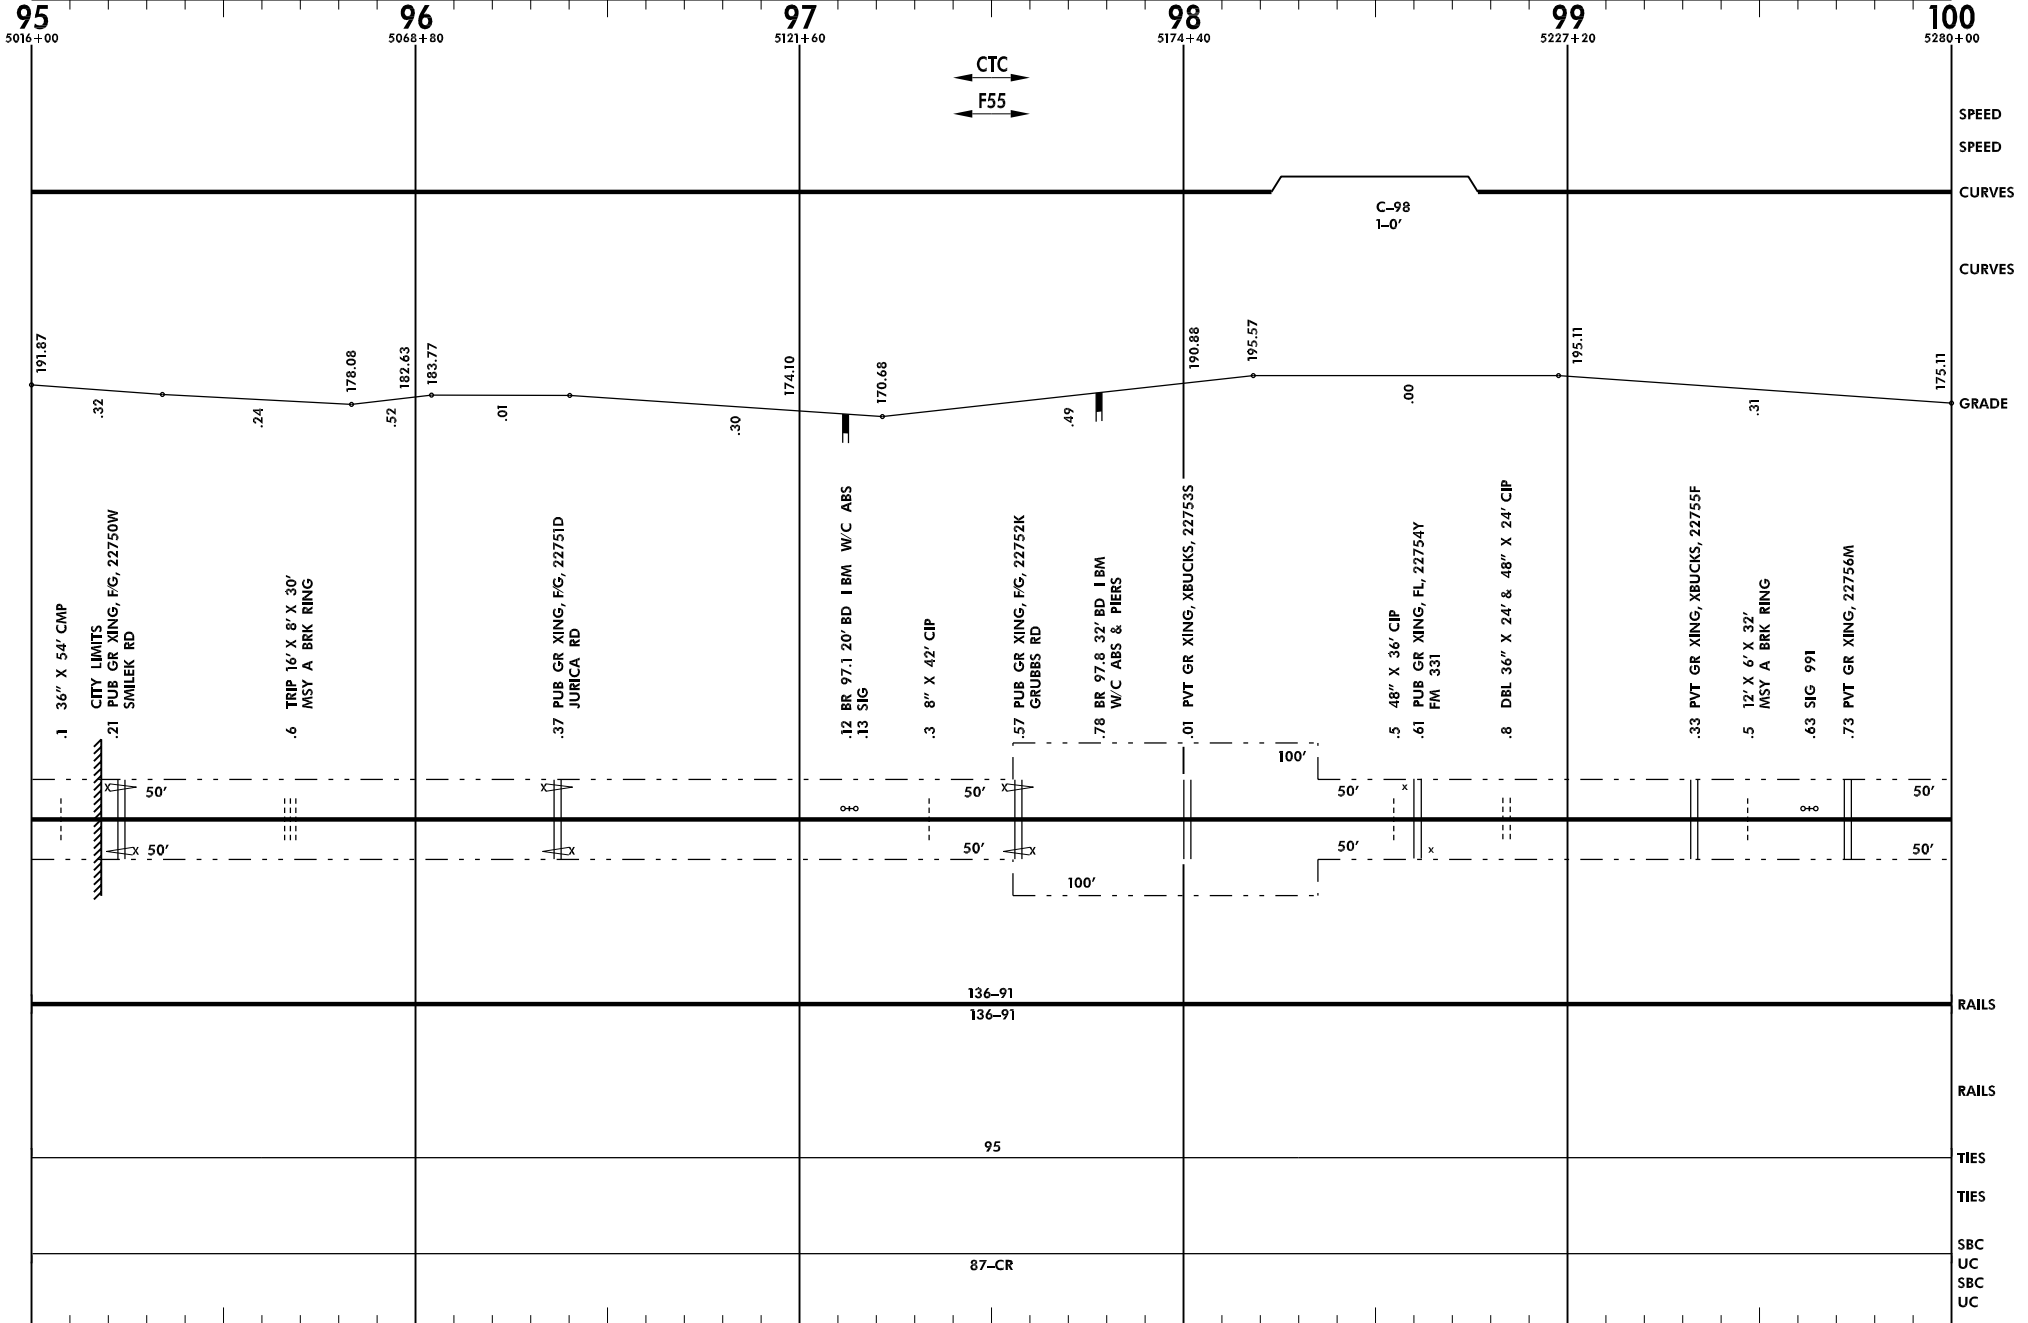 95 96 97 98 99 100
5016+00 5068+80 5121+60 5174+40 5227+20 5280+00
CTC
F55
SPEED
SPEED
CURVES
C–98
1–0'
CURVES
191.87
178.08
182.63
183.77
174.10
170.68
190.88
195.57
195.11
175.11
GRADE
.32
.24
.52
.01
.30
.49
.00
.31
.1 36" X 54' CMP
CITY LIMITS
.21 PUB GR XING, F/G, 22750W
SMILEK RD
.6 TRIP 16' X 8' X 30'
MSY A BRK RING
.37 PUB GR XING, F/G, 22751D
JURICA RD
.12 BR 97.1 20' BD I BM W/C ABS
.13 SIG
.3 8" X 42' CIP
.57 PUB GR XING, F/G, 22752K
GRUBBS RD
.78 BR 97.8 32' BD I BM
W/C ABS & PIERS
.01 PVT GR XING, XBUCKS, 22753S
.5 48" X 36' CIP
.61 PUB GR XING, FL, 22754Y
FM 331
.8 DBL 36" X 24' & 48" X 24' CIP
.33 PVT GR XING, XBUCKS, 22755F
.5 12' X 6' X 32'
MSY A BRK RING
.63 SIG 991
.73 PVT GR XING, 22756M
100'
X 50' X 50' X 50' X 50'
X 50' X 50' X 50' X 50'
100'
136–91
RAILS
136–91
RAILS
95
TIES
TIES
SBC
87–CR
UC
SBC
UC